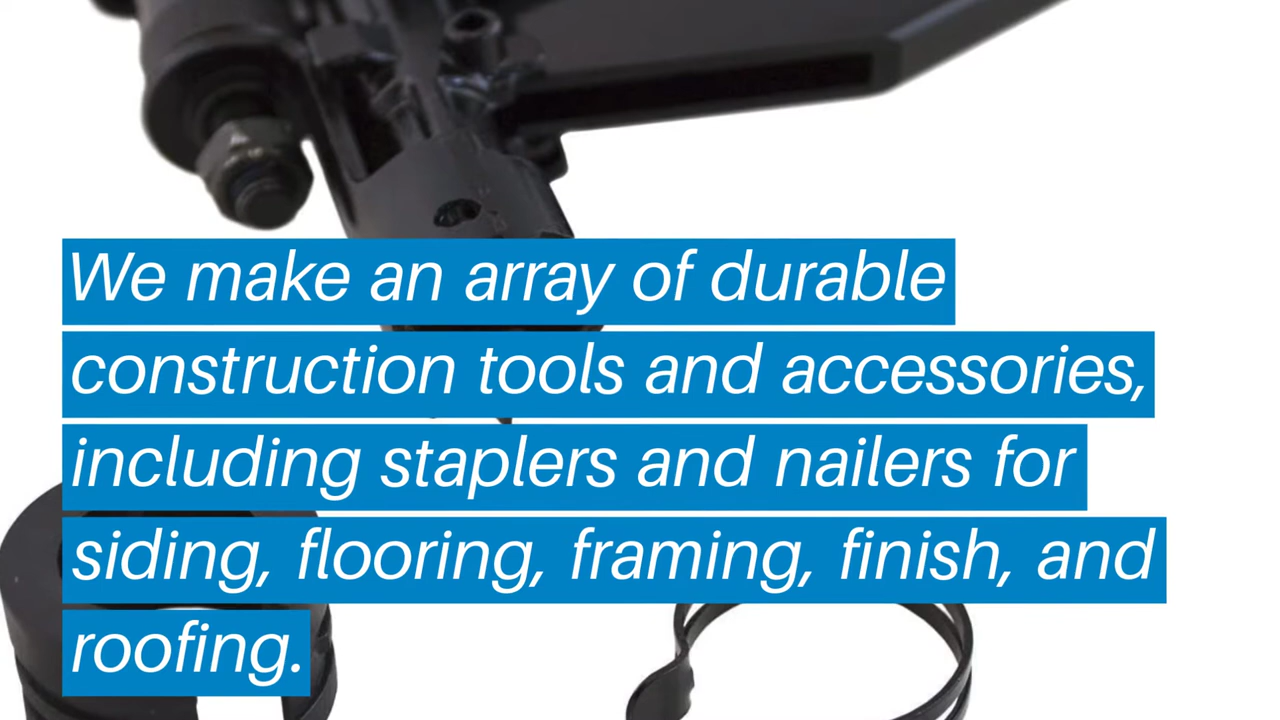 We make an array of durable
construction tools and accessories,
including staplers and nailers for
siding, flooring, framing, finish, and
roofing.